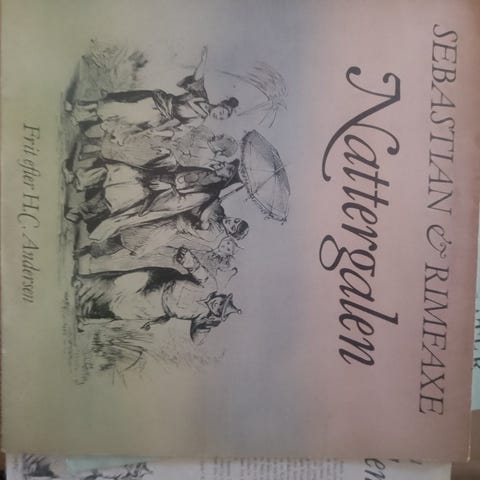 SEBASTIAN & RIMFAXE
Nattergalen
Frit efter H.C. Andersen